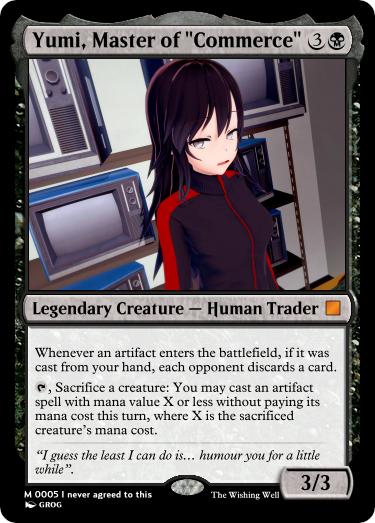 Yumi, Master of "Commerce" 3
Legendary Creature — Human Trader
Whenever an artifact enters the battlefield, if it was
cast from your hand, each opponent discards a card.
, Sacrifice a creature: You may cast an artifact
spell with mana value X or less without paying its
mana cost this turn, where X is the sacrificed
creature's mana cost.
“I guess the least I can do is… humour you for a little
while”.
3/3
M 0005 I never agreed to this
The Wishing Well
GROG